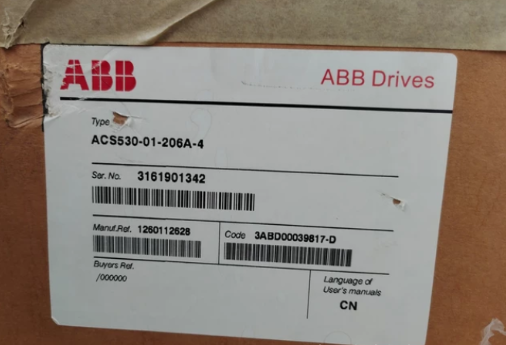 ABB
ABB Drives
Type
ACS530-01-206A-4
Ser. No. 3161901342
Manuf.Ref. 1260112628
Code 3ABD00039817-D
Buyers Ref.
/000000
Language of
User's manuals
CN